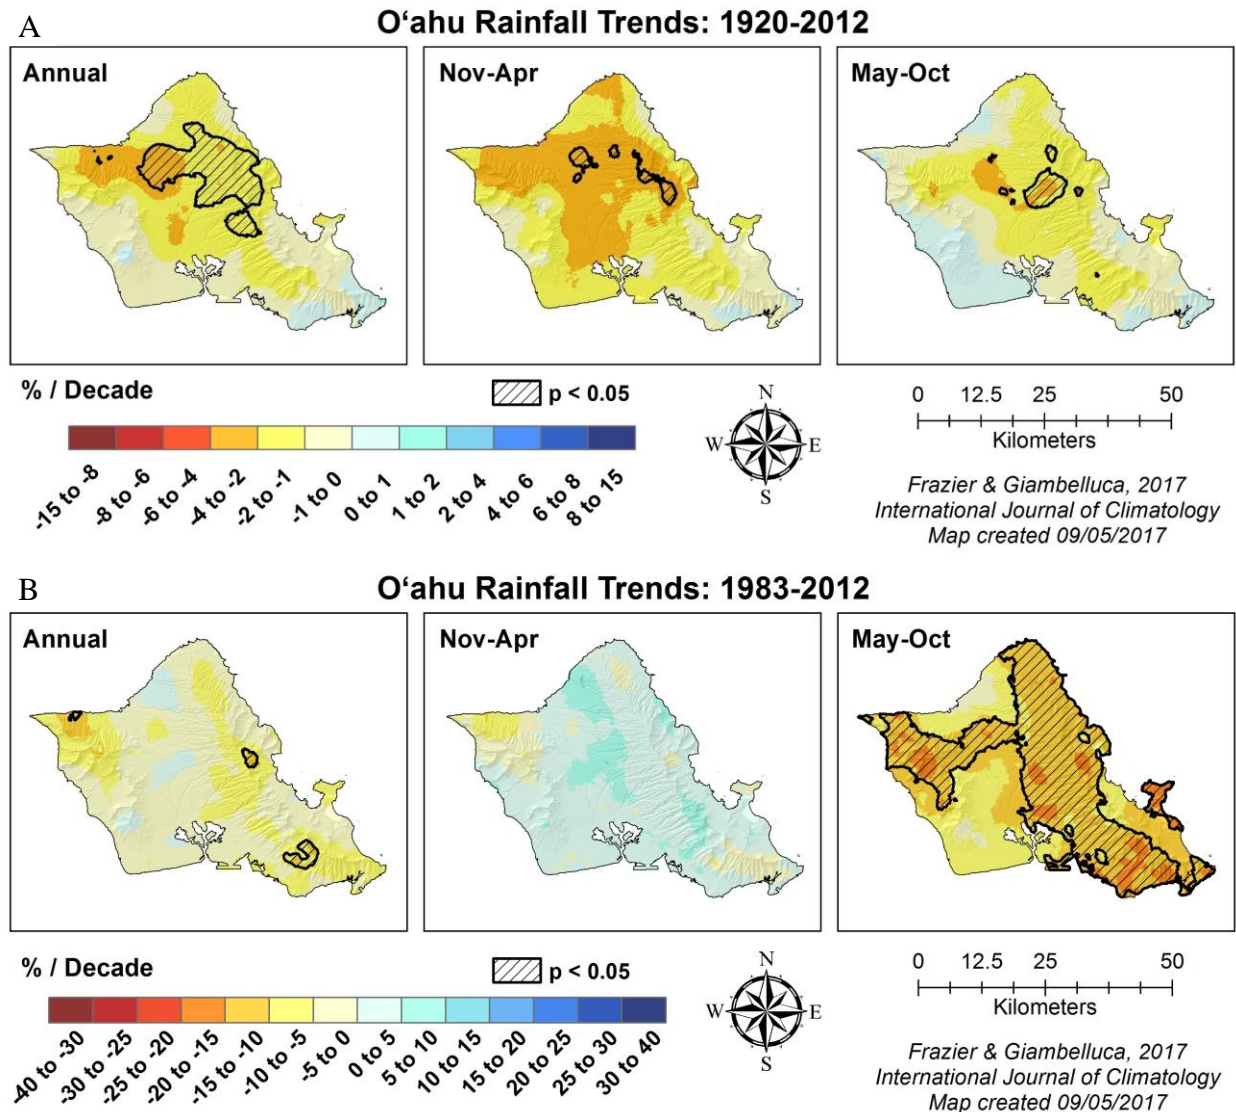 A
Oʻahu Rainfall Trends: 1920-2012
Annual
Nov-Apr
May-Oct
% / Decade
p < 0.05
-15 to -8
-8 to -6
-6 to -4
-4 to -2
-2 to -1
-1 to 0
0 to 1
1 to 2
2 to 4
4 to 6
6 to 8
8 to 15
N
W E
S
0 12.5 25 50
Kilometers
Frazier & Giambelluca, 2017
International Journal of Climatology
Map created 09/05/2017
B
Oʻahu Rainfall Trends: 1983-2012
Annual
Nov-Apr
May-Oct
% / Decade
p < 0.05
-40 to -30
-30 to -25
-25 to -20
-20 to -15
-15 to -10
-10 to -5
-5 to 0
0 to 5
5 to 10
10 to 15
15 to 20
20 to 25
25 to 30
30 to 40
N
W E
S
0 12.5 25 50
Kilometers
Frazier & Giambelluca, 2017
International Journal of Climatology
Map created 09/05/2017